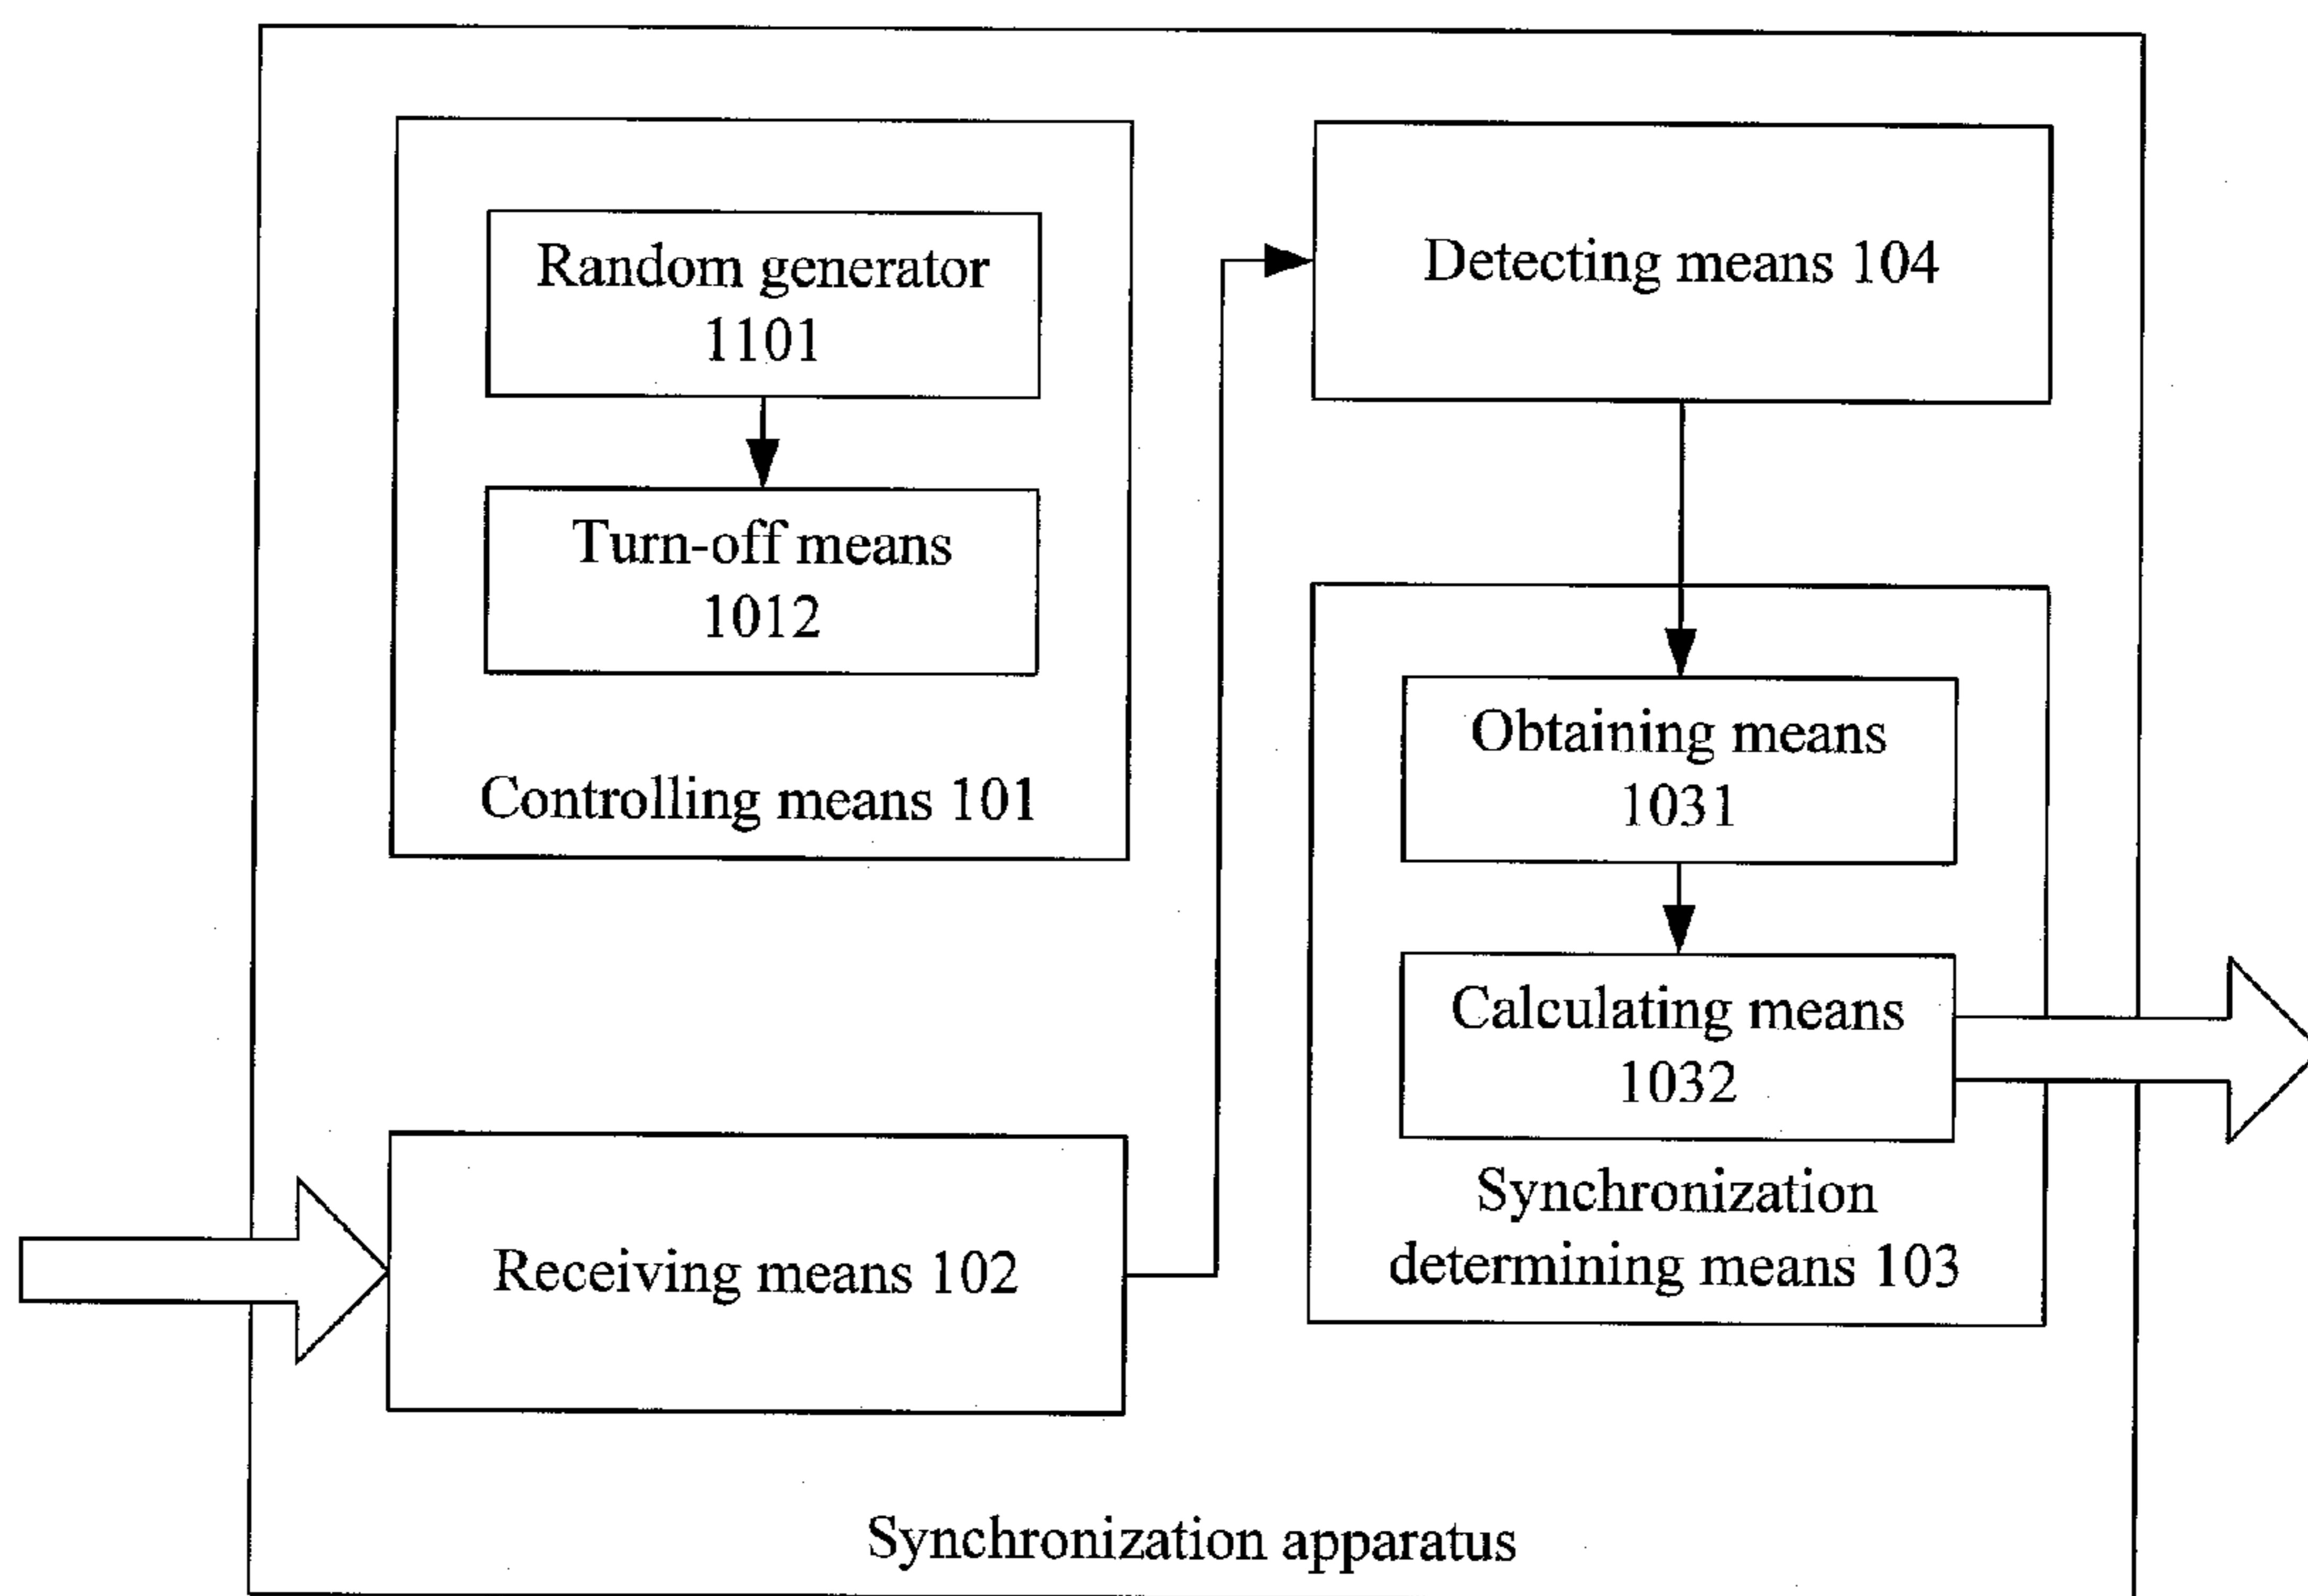 Random generator
1101
Turn-off means
1012
Controlling means 101
Receiving means 102
Detecting means 104
Obtaining means
1031
Calculating means
1032
Synchronization
determining means 103
Synchronization apparatus